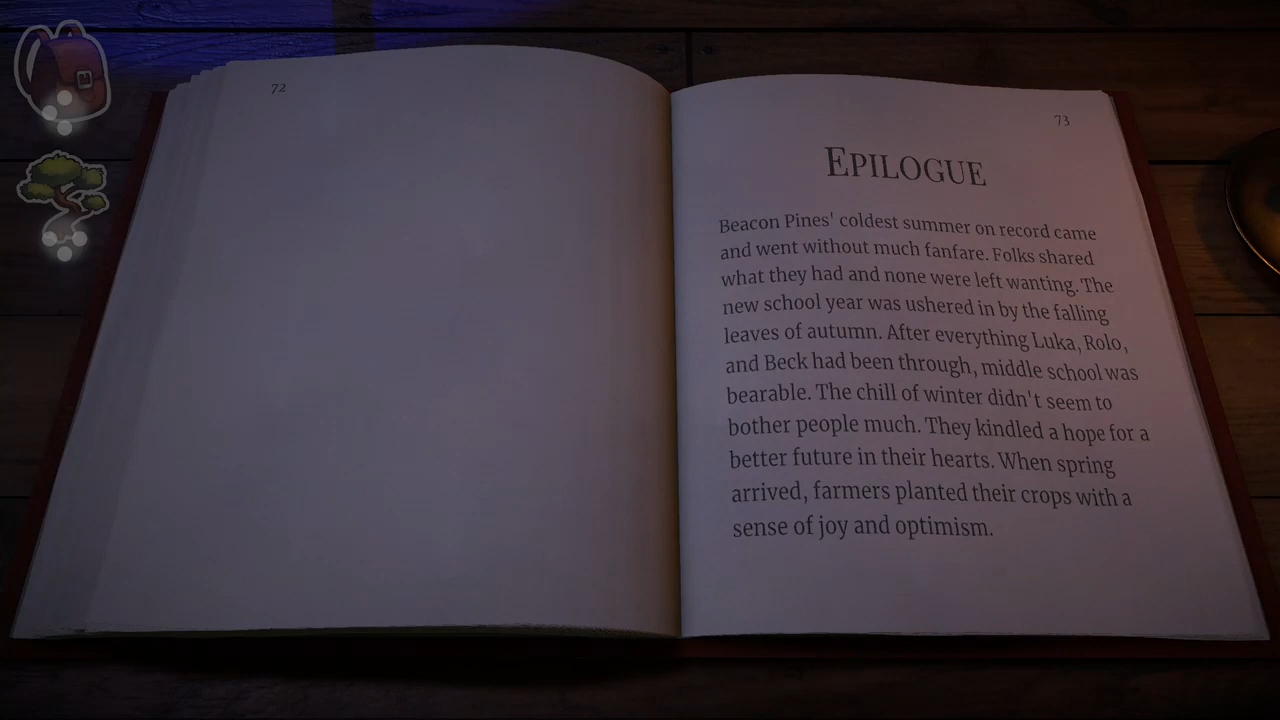 72
73
EPILOGUE
Beacon Pines' coldest summer on record came
and went without much fanfare. Folks shared
what they had and none were left wanting. The
new school year was ushered in by the falling
leaves of autumn. After everything Luka, Rolo,
and Beck had been through, middle school was
bearable. The chill of winter didn't seem to
bother people much. They kindled a hope for a
better future in their hearts. When spring
arrived, farmers planted their crops with a
sense of joy and optimism.